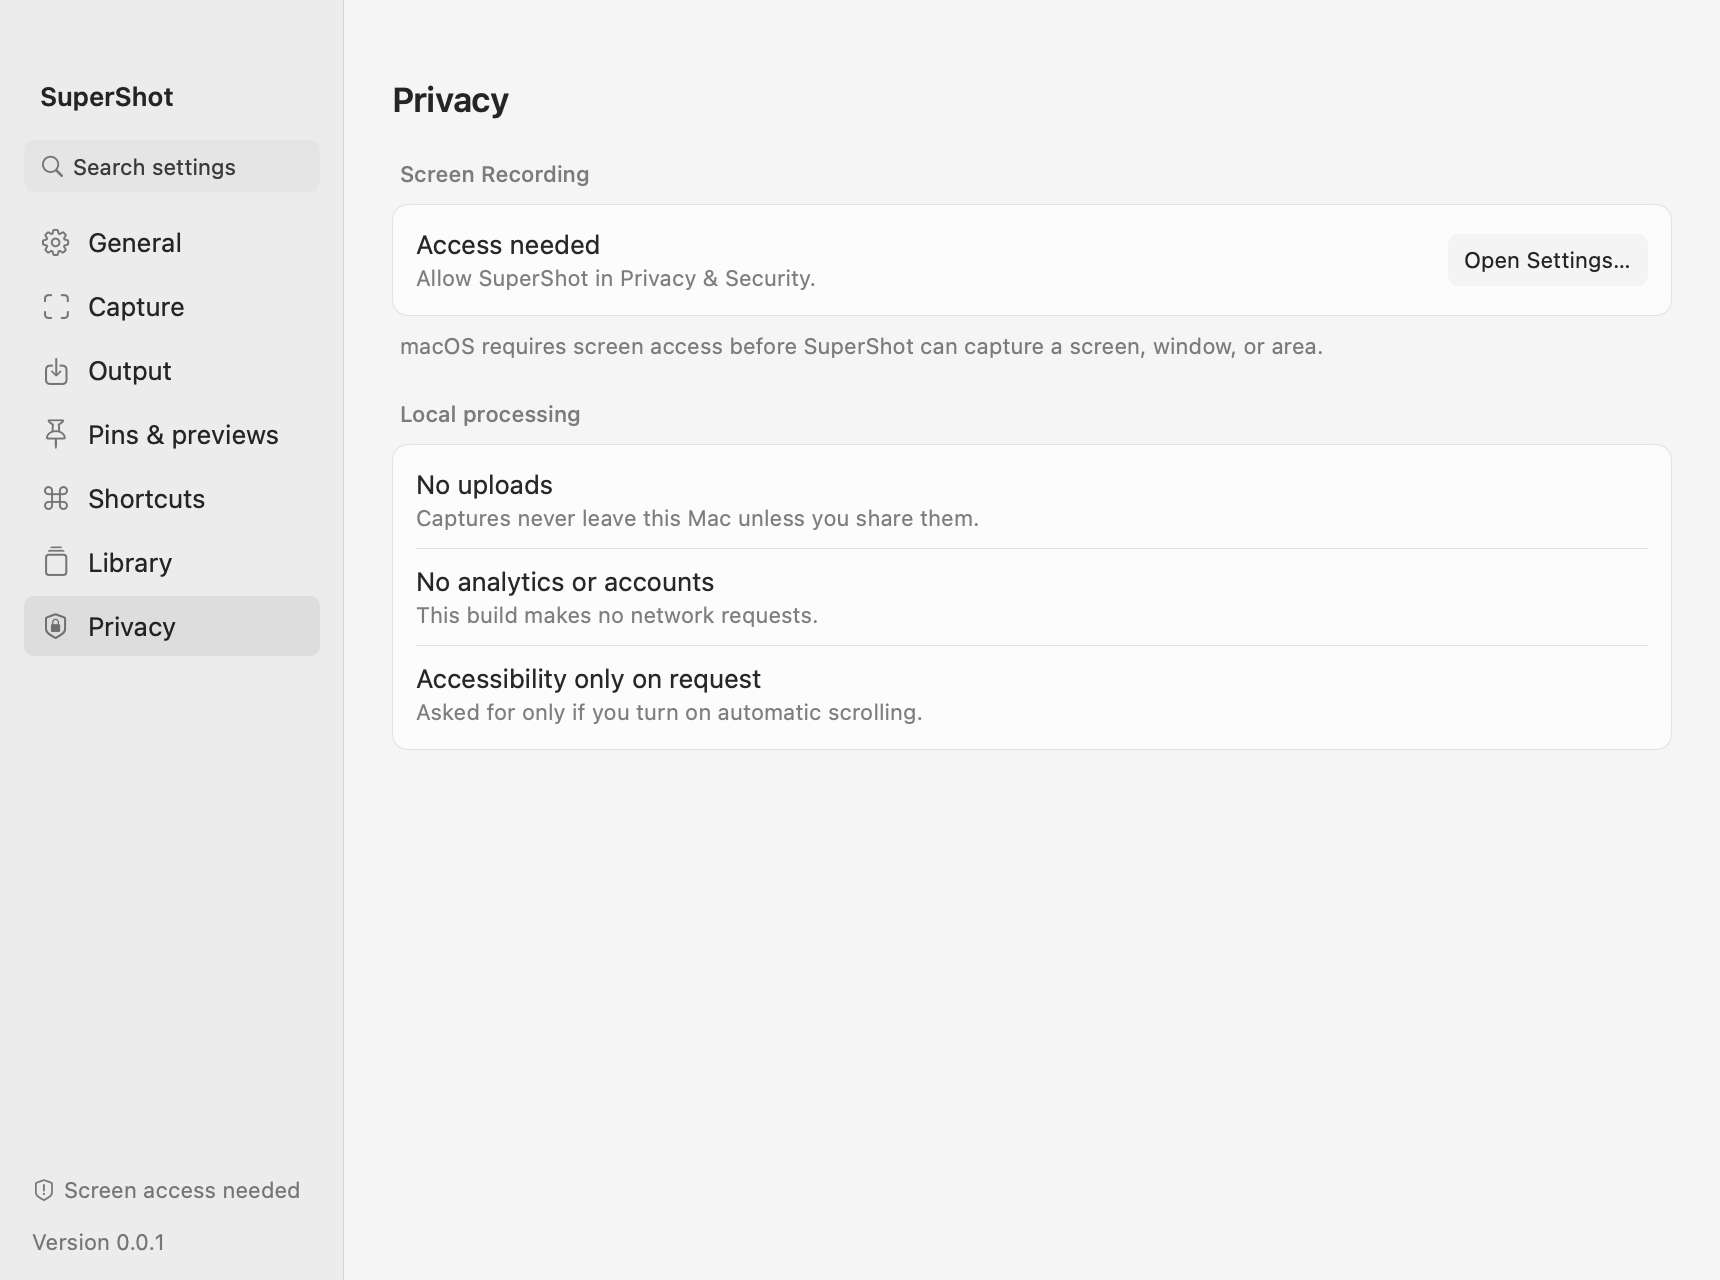 SuperShot
Search settings
General
Capture
Output
Pins & previews
Shortcuts
Library
Privacy
Screen access needed
Version 0.0.1
Privacy
Screen Recording
Access needed
Allow SuperShot in Privacy & Security.
Open Settings...
macOS requires screen access before SuperShot can capture a screen, window, or area.
Local processing
No uploads
Captures never leave this Mac unless you share them.
No analytics or accounts
This build makes no network requests.
Accessibility only on request
Asked for only if you turn on automatic scrolling.